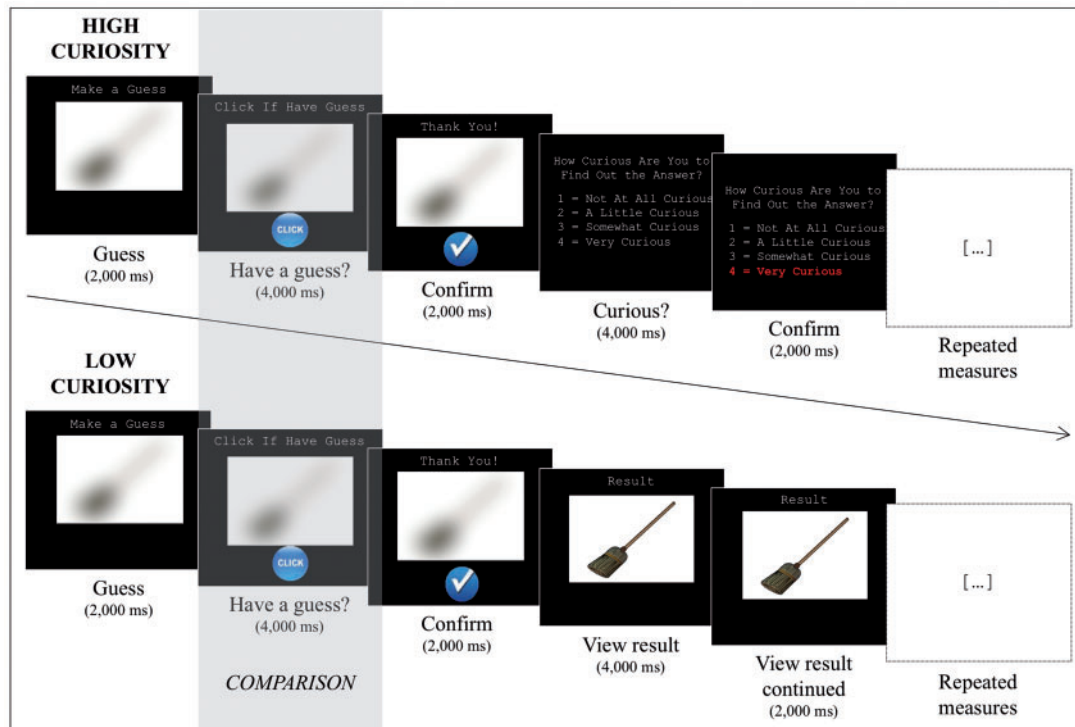 HIGH
CURIOSITY
Make a Guess
Guess
(2,000 ms)
Click If Have Guess
CLICK
Have a guess?
(4,000 ms)
Thank You!
Confirm
(2,000 ms)
How Curious Are You to
Find Out the Answer?
1 = Not At All Curious
2 = A Little Curious
3 = Somewhat Curious
4 = Very Curious
Curious?
(4,000 ms)
How Curious Are You to
Find Out the Answer?
1 = Not At All Curious
2 = A Little Curious
3 = Somewhat Curious
4 = Very Curious
Confirm
(2,000 ms)
[...]
Repeated
measures
LOW
CURIOSITY
Make a Guess
Guess
(2,000 ms)
Click If Have Guess
CLICK
Have a guess?
(4,000 ms)
COMPARISON
Thank You!
Confirm
(2,000 ms)
Result
View result
(4,000 ms)
Result
View result
continued
(2,000 ms)
[...]
Repeated
measures